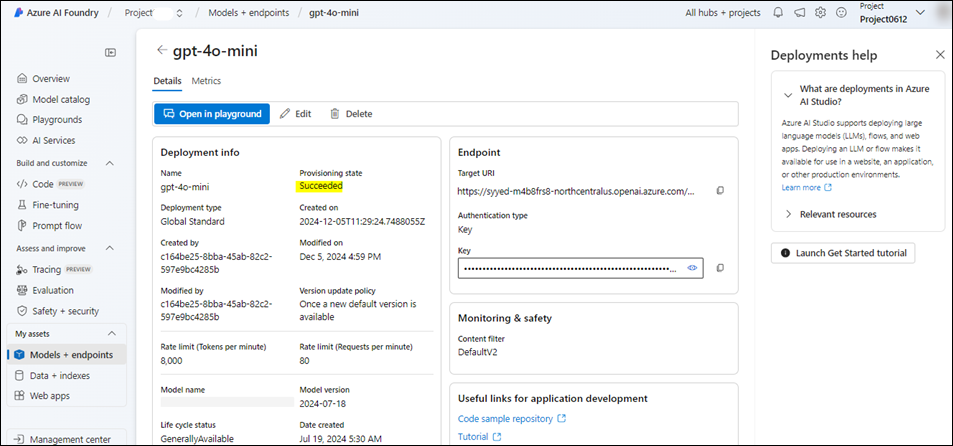 Azure AI Foundry / Project / Models + endpoints / gpt-4o-mini
All hubs + projects
Project
Project0612
Overview
Model catalog
Playgrounds
AI Services
Build and customize
Code PREVIEW
Fine-tuning
Prompt flow
Assess and improve
Tracing PREVIEW
Evaluation
Safety + security
My assets
Models + endpoints
Data + indexes
Web apps
Management center
gpt-4o-mini
Details Metrics
Open in playground Edit Delete
Deployment info
Name Provisioning state
gpt-4o-mini Succeeded
Deployment type Created on
Global Standard 2024-12-05T11:29:24.7488055Z
Created by Modified on
c164be25-8bba-45ab-82c2- Dec 5, 2024 4:59 PM
597e9bc4285b
Modified by Version update policy
c164be25-8bba-45ab-82c2- Once a new default version is
597e9bc4285b available
Rate limit (Tokens per minute) Rate limit (Requests per minute)
8,000 80
Model name Model version
2024-07-18
Life cycle status Date created
GenerallyAvailable Jul 19, 2024 5:30 AM
Endpoint
Target URI
https://syyed-m4b8frs8-northcentralus.openai.azure.com/...
Authentication type
Key
Key
Monitoring & safety
Content filter
DefaultV2
Useful links for application development
Code sample repository
Tutorial
Deployments help
What are deployments in Azure
AI Studio?
Azure AI Studio supports deploying large
language models (LLMs), flows, and web
apps. Deploying an LLM or flow makes it
available for use in a website, an application,
or other production environments.
Learn more
Relevant resources
Launch Get Started tutorial